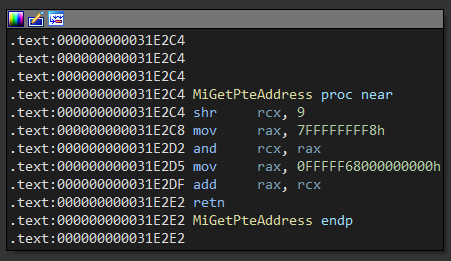 .text:000000000031E2C4
.text:000000000031E2C4
.text:000000000031E2C4
.text:000000000031E2C4 MiGetPteAddress proc near
.text:000000000031E2C4 shr     rcx, 9
.text:000000000031E2C8 mov     rax, 7FFFFFFFF8h
.text:000000000031E2D2 and     rcx, rax
.text:000000000031E2D5 mov     rax, 0FFFFF68000000000h
.text:000000000031E2DF add     rax, rcx
.text:000000000031E2E2 retn
.text:000000000031E2E2 MiGetPteAddress endp
.text:000000000031E2E2